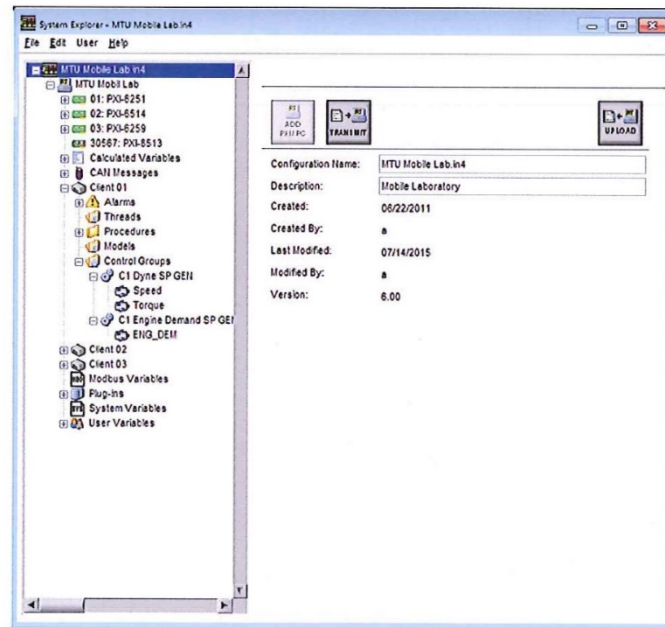 System Explorer - MTU Mobile Lab.in4
File Edit User Help
MTU Mobile Lab.in4
MTU Mobil Lab
01: PXI-6251
02: PXI-6514
03: PXI-6259
30567: PXI-8513
Calculated Variables
CAN Messages
Client 01
Alarms
Threads
Procedures
Models
Control Groups
C1 Dyne SP GEN
Speed
Torque
C1 Engine Demand SP GEN
ENG_DEM
Client 02
Client 03
Modbus Variables
Plug-ins
System Variables
User Variables
ADD
PXI/PC
TRANSMIT
UPLOAD
Configuration Name: MTU Mobile Lab.in4
Description: Mobile Laboratory
Created: 06/22/2011
Created By: a
Last Modified: 07/14/2015
Modified By: a
Version: 6.00